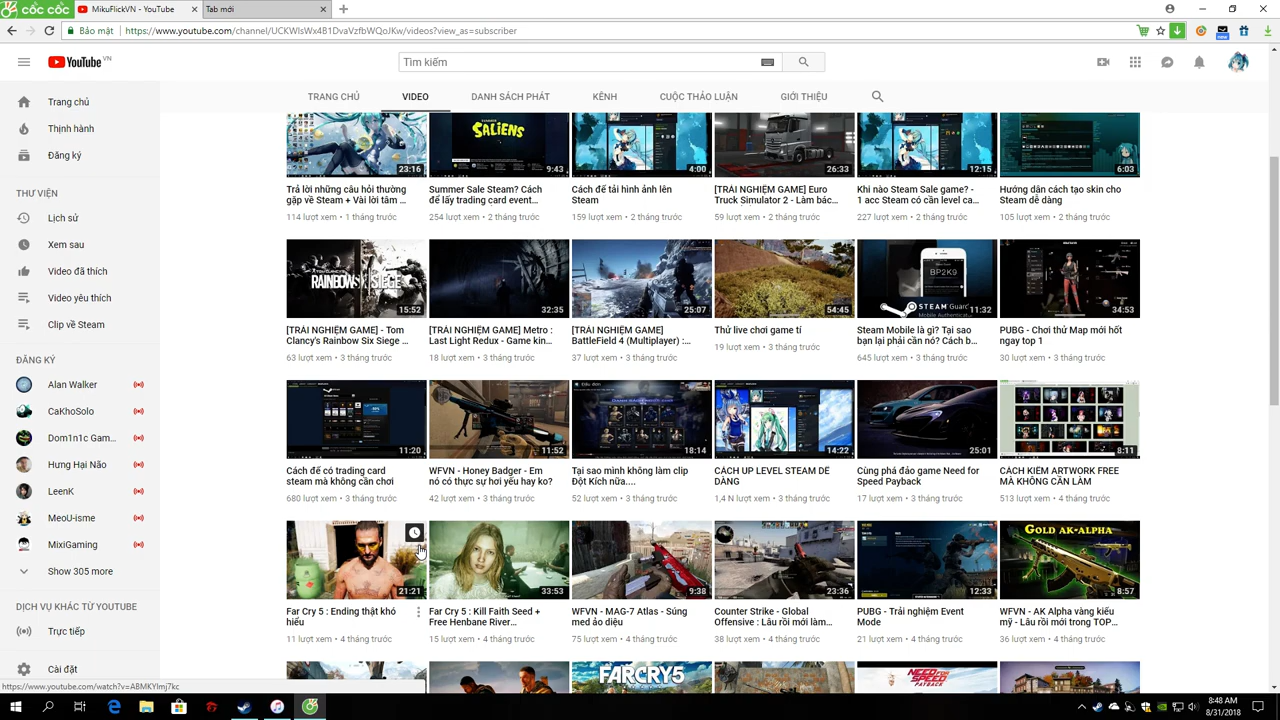 cốc cốc
MikuFlickVN - YouTube
Tab mới
Bảo mật
https://www.youtube.com/channel/UCKWlsWx4B1DvaVzfbWQoJKw/videos?view_as=subscriber
YouTube VN
Tìm kiếm
TRANG CHỦ
VIDEO
DANH SÁCH PHÁT
KÊNH
CUỘC THẢO LUẬN
GIỚI THIỆU
Trang chủ
Thịnh hành
Đăng ký
THƯ VIỆN
Lịch sử
Xem sau
Video đã thích
Video yêu thích
Clip về Steam
ĐĂNG KÝ
Alan Walker
CaKhoSolo
Dom1n1c Gam...
Hưng Hại Não
LeenK
MeoU-isme
MixiGaming
Show 305 more
DỊCH VỤ KHÁC TỪ YOUTUBE
Trực tiếp
Cài đặt
23:16
Trả lời những câu hỏi thường
gặp về Steam + Vài lời tâm ...
114 lượt xem • 1 tháng trước
SALIENS
9:43
Summer Sale Steam? Cách
để lấy trading card event...
254 lượt xem • 2 tháng trước
4:00
Cách để tải hình ảnh lên
Steam
159 lượt xem • 2 tháng trước
26:33
[TRẢI NGHIỆM GAME] Euro
Truck Simulator 2 - Làm bác...
59 lượt xem • 2 tháng trước
12:15
Khi nào Steam Sale game? -
1 acc Steam có cần level ca...
227 lượt xem • 2 tháng trước
6:03
Hướng dẫn cách tạo skin cho
Steam dễ dàng
105 lượt xem • 2 tháng trước
RAINBOW SIEGE
15:52
[TRẢI NGHIỆM GAME] - Tom
Clancy's Rainbow Six Siege ...
63 lượt xem • 3 tháng trước
32:35
[TRẢI NGHIỆM GAME] Metro :
Last Light Redux - Game kin...
18 lượt xem • 3 tháng trước
25:07
[TRẢI NGHIỆM GAME]
BattleField 4 (Multiplayer) :...
37 lượt xem • 3 tháng trước
54:45
Thử live chơi game tí
19 lượt xem • 3 tháng trước
BP2K9
STEAM GUARD
11:32
Steam Mobile là gì? Tại sao
bạn lại phải cần nó? Cách b...
645 lượt xem • 3 tháng trước
34:53
PUBG - Chơi thử Map mới hốt
ngay top 1
30 lượt xem • 3 tháng trước
11:20
Cách để có trading card
steam mà không cần chơi
680 lượt xem • 3 tháng trước
11:52
WFVN - Honey Badger - Em
nó có thực sự hơi yếu hay ko?
42 lượt xem • 3 tháng trước
18:14
Tại sao mình không làm clip
Đột Kích nữa....
52 lượt xem • 3 tháng trước
14:22
CÁCH UP LEVEL STEAM DỄ
DÀNG
1,4 N lượt xem • 3 tháng trước
25:01
Cùng phá đảo game Need for
Speed Payback
17 lượt xem • 3 tháng trước
8:11
CÁCH KIẾM ARTWORK FREE
MÀ KHÔNG CẦN LÀM
513 lượt xem • 4 tháng trước
21:21
Far Cry 5 : Ending thật khó
hiểu
11 lượt xem • 4 tháng trước
33:53
Far Cry 5 : Kill Faith Seed +
Free Henbane River...
15 lượt xem • 4 tháng trước
9:38
WFVN - MAG-7 Atlas - Súng
med ảo diệu
75 lượt xem • 4 tháng trước
23:36
Counter Strike - Global
Offensive : Lâu rồi mới làm...
38 lượt xem • 4 tháng trước
12:33
PUBG - Trải nghiệm Event
Mode
21 lượt xem • 4 tháng trước
GOLD AK-ALPHA
8:57
WFVN - AK Alpha vàng kiểu
mỹ - Lâu rồi mới trong TOP...
36 lượt xem • 4 tháng trước
FARCRY5
NEED FOR SPEED
PAYBACK
https://www.youtube.com/watch?v=ABMKYlmj7kc
8:48 AM
8/31/2018